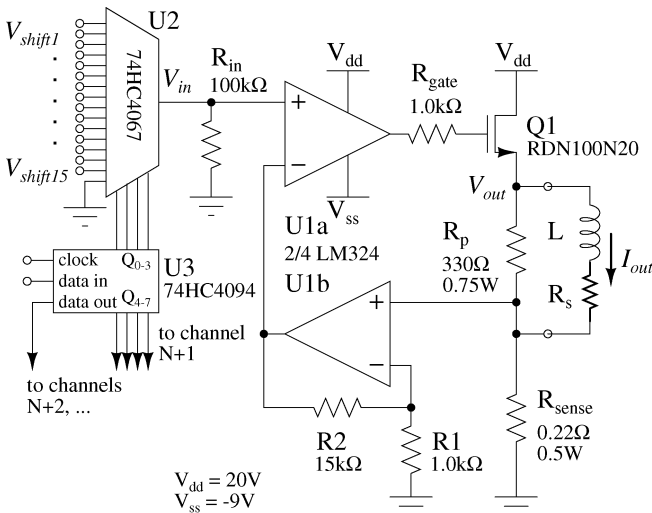 U2
V_shift1
74HC4067
V_in
R_in
100kΩ
V_dd
R_gate
1.0kΩ
V_dd
+
−
Q1
RDN100N20
V_shift15
V_ss
V_out
U1a
2/4 LM324
U1b
R_p
330Ω
0.75W
L
I_out
R_s
clock
Q_0-3
data in
data out
Q_4-7
U3
74HC4094
+
−
to channel
N+1
to channels
N+2, ...
R2
15kΩ
R1
1.0kΩ
R_sense
0.22Ω
0.5W
V_dd = 20V
V_ss = -9V